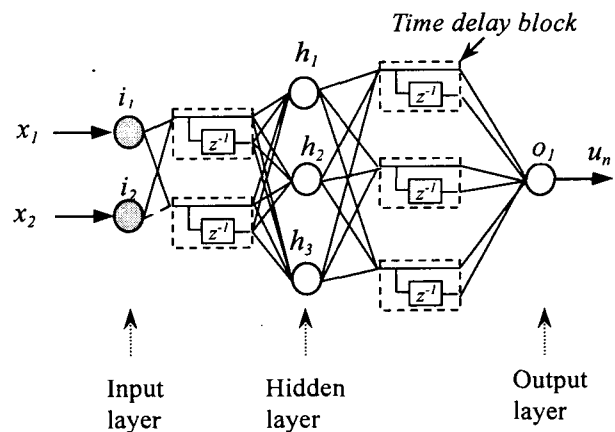 Time delay block
h₁
i₁
z⁻¹
z⁻¹
x₁
h₂
o₁
uₙ
i₂
z⁻¹
x₂
z⁻¹
h₃
z⁻¹
Input
layer
Hidden
layer
Output
layer